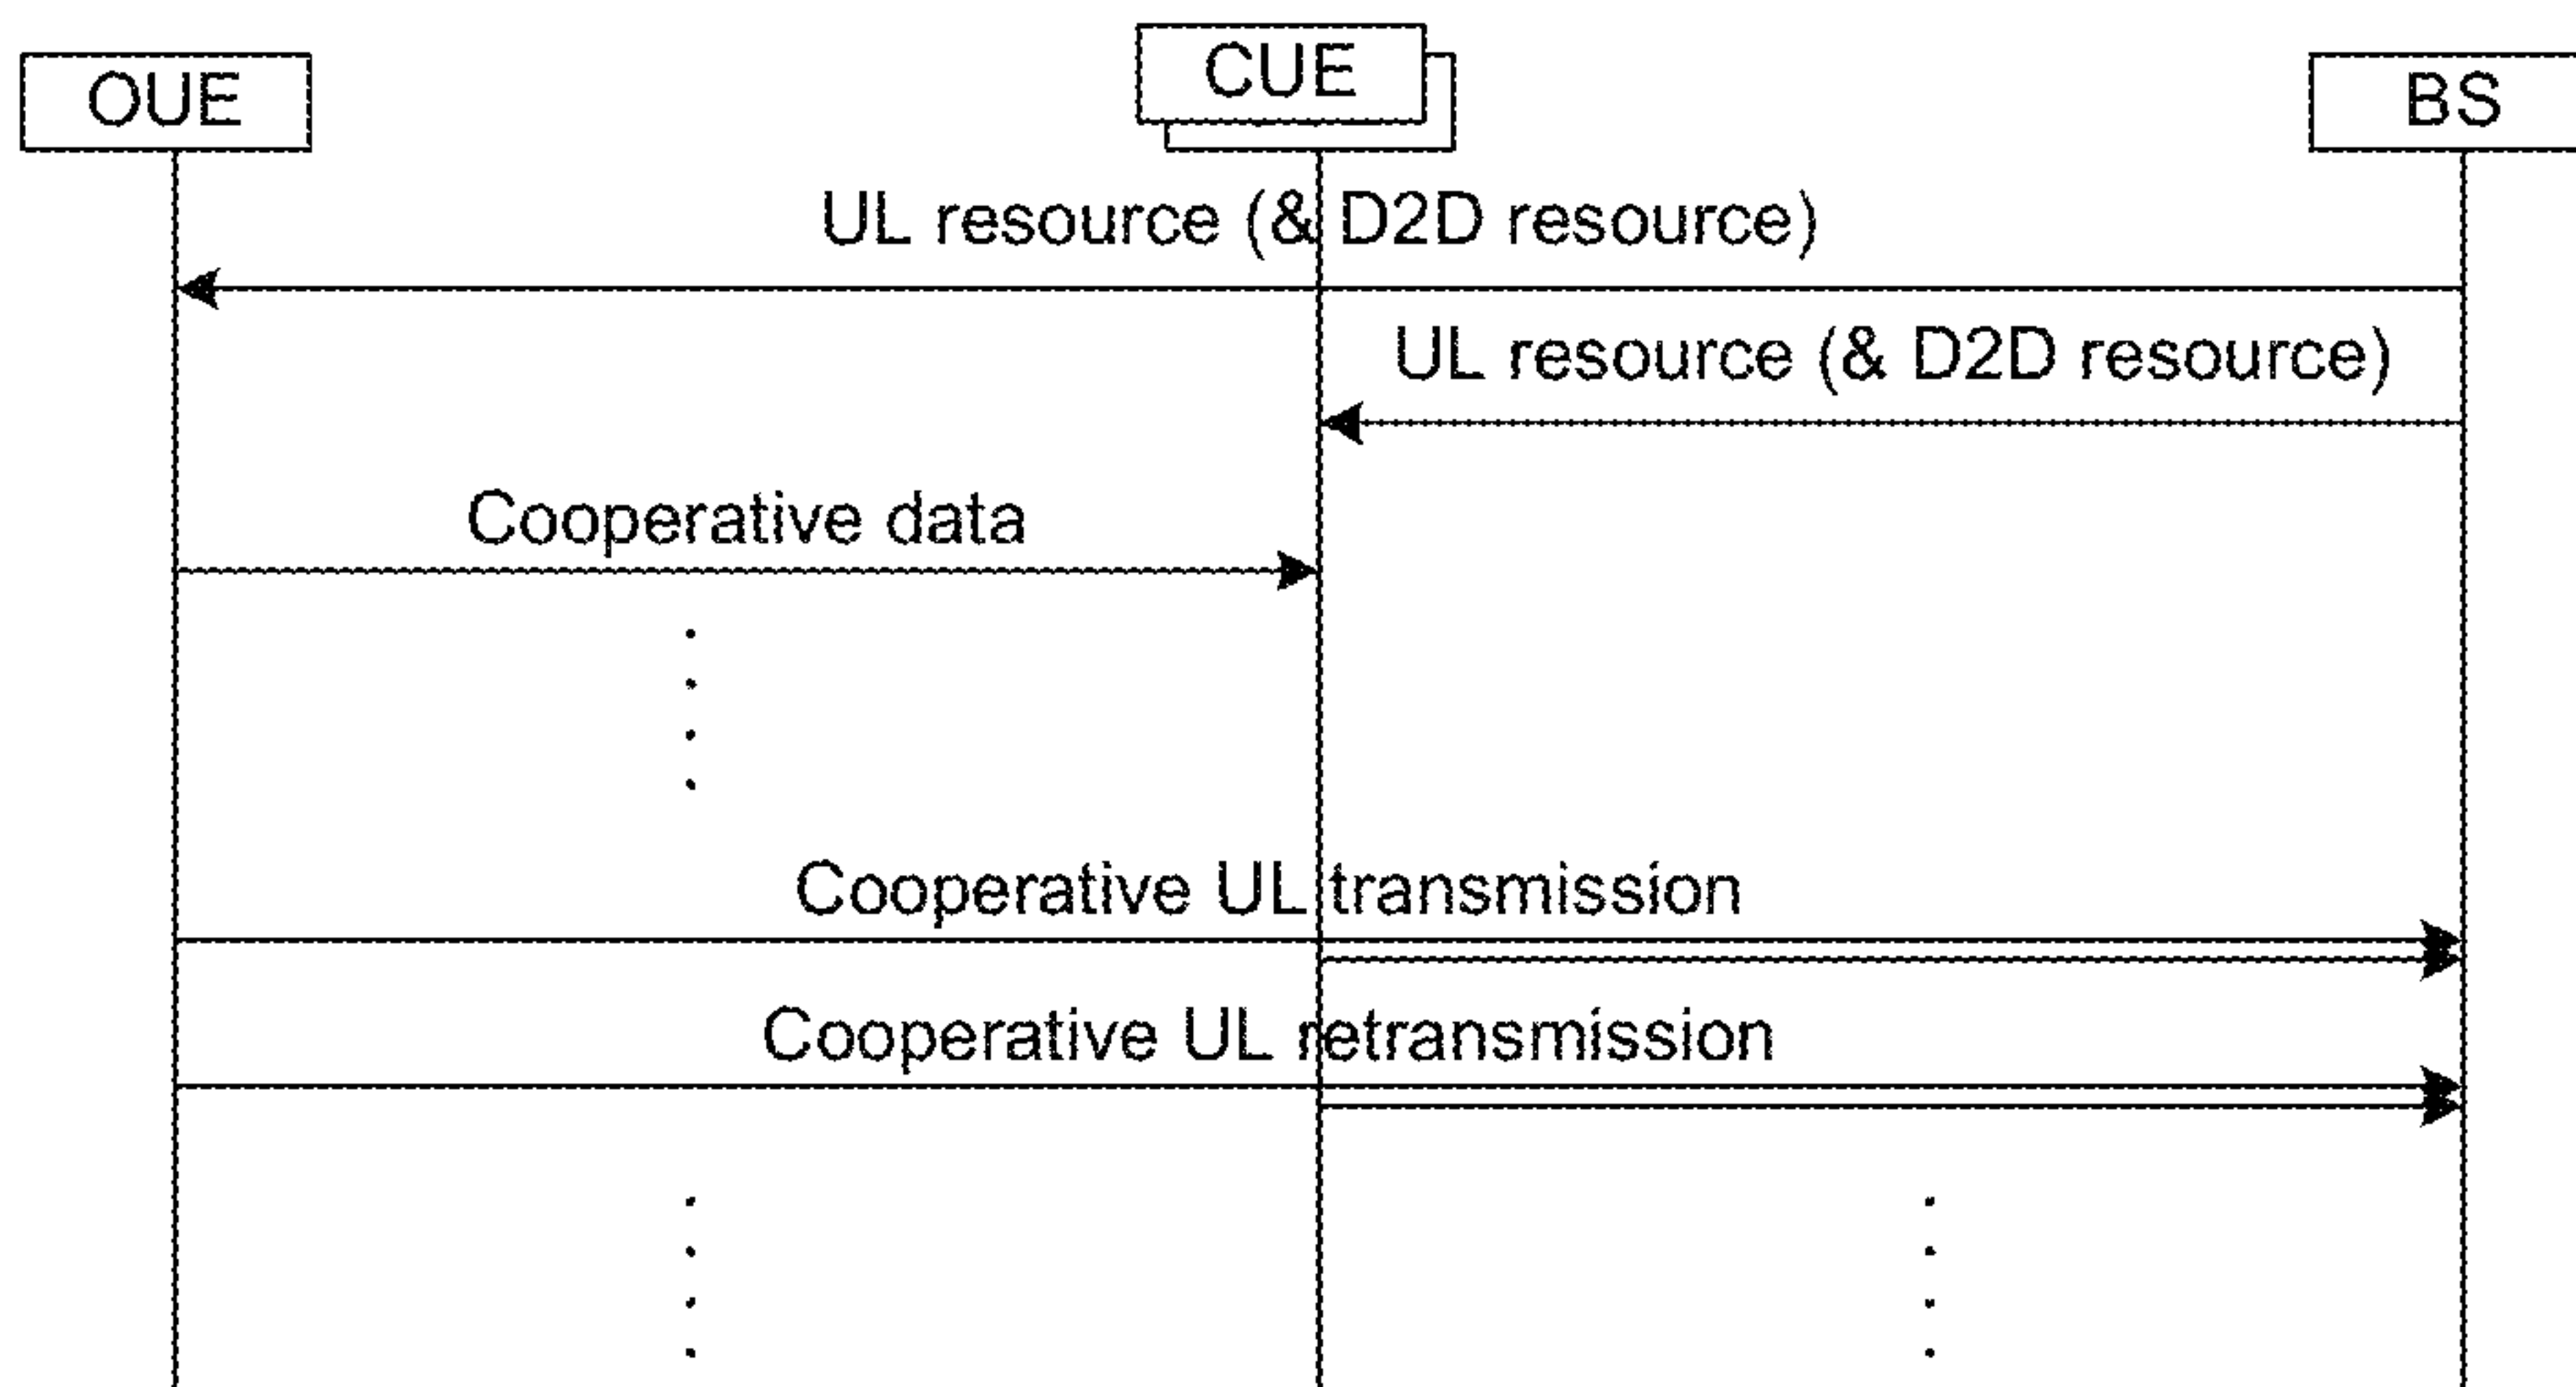 OUE
CUE
BS
UL resource (& D2D resource)
UL resource (& D2D resource)
Cooperative data
Cooperative UL transmission
Cooperative UL retransmission